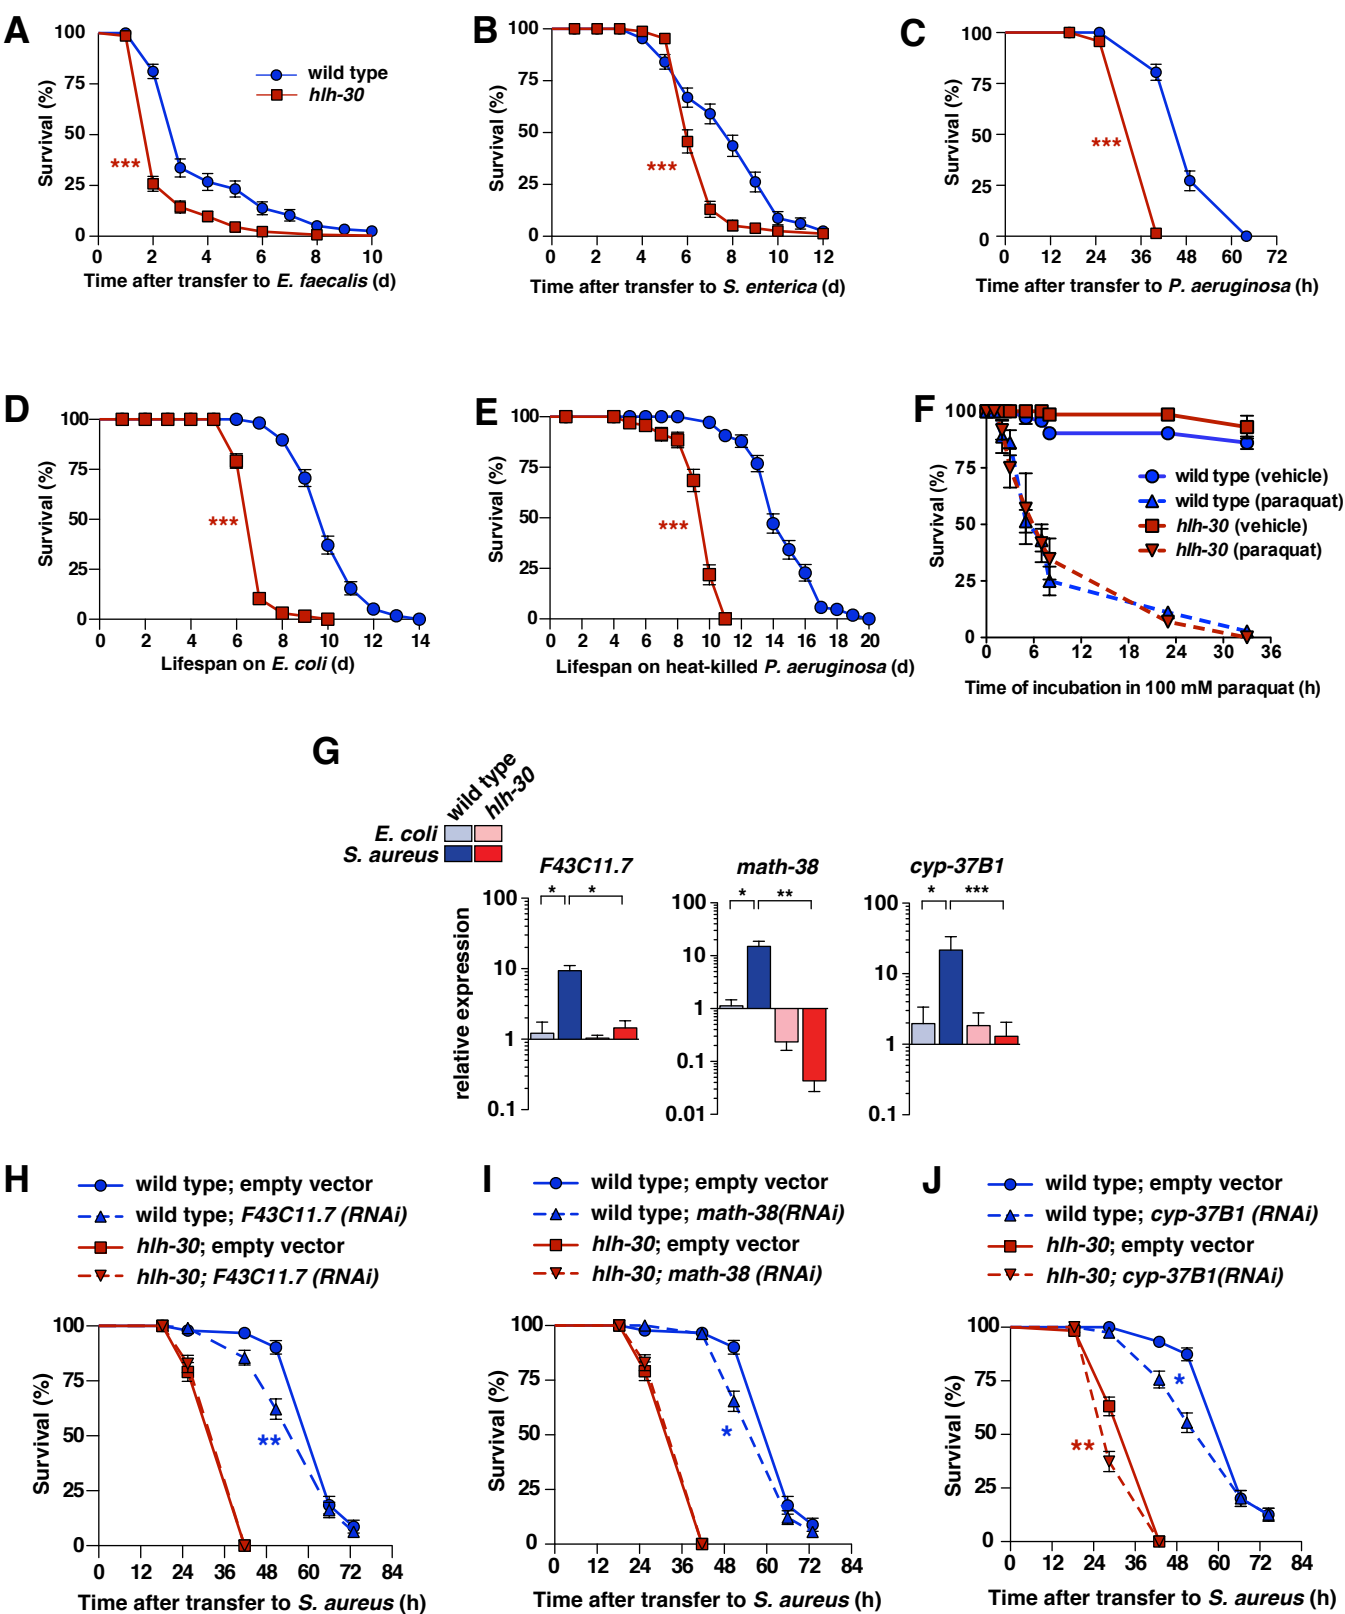 A
100
75
50
25
0
Survival (%)
wild type
hlh-30
***
0 2 4 6 8 10
Time after transfer to E. faecalis (d)
B
100
75
50
25
0
Survival (%)
***
0 2 4 6 8 10 12
Time after transfer to S. enterica (d)
C
100
75
50
25
0
Survival (%)
***
0 12 24 36 48 60 72
Time after transfer to P. aeruginosa (h)
D
100
75
50
25
0
Survival (%)
***
0 2 4 6 8 10 12 14
Lifespan on E. coli (d)
E
100
75
50
25
0
Survival (%)
***
0 2 4 6 8 10 12 14 16 18 20
Lifespan on heat-killed P. aeruginosa (d)
F
100
75
50
25
0
Survival (%)
wild type (vehicle)
wild type (paraquat)
hlh-30 (vehicle)
hlh-30 (paraquat)
0 6 12 18 24 30 36
Time of incubation in 100 mM paraquat (h)
G
wild type
hlh-30
E. coli
S. aureus
relative expression
F43C11.7
* *
100
10
1
0.1
math-38
* **
100
10
1
0.1
0.01
cyp-37B1
* ***
100
10
1
0.1
H
wild type; empty vector
wild type; F43C11.7 (RNAi)
hlh-30; empty vector
hlh-30; F43C11.7 (RNAi)
100
75
50
25
0
Survival (%)
**
0 12 24 36 48 60 72 84
Time after transfer to S. aureus (h)
I
wild type; empty vector
wild type; math-38(RNAi)
hlh-30; empty vector
hlh-30; math-38 (RNAi)
100
75
50
25
0
Survival (%)
*
0 12 24 36 48 60 72 84
Time after transfer to S. aureus (h)
J
wild type; empty vector
wild type; cyp-37B1 (RNAi)
hlh-30; empty vector
hlh-30; cyp-37B1(RNAi)
100
75
50
25
0
Survival (%)
*
**
0 12 24 36 48 60 72 84
Time after transfer to S. aureus (h)